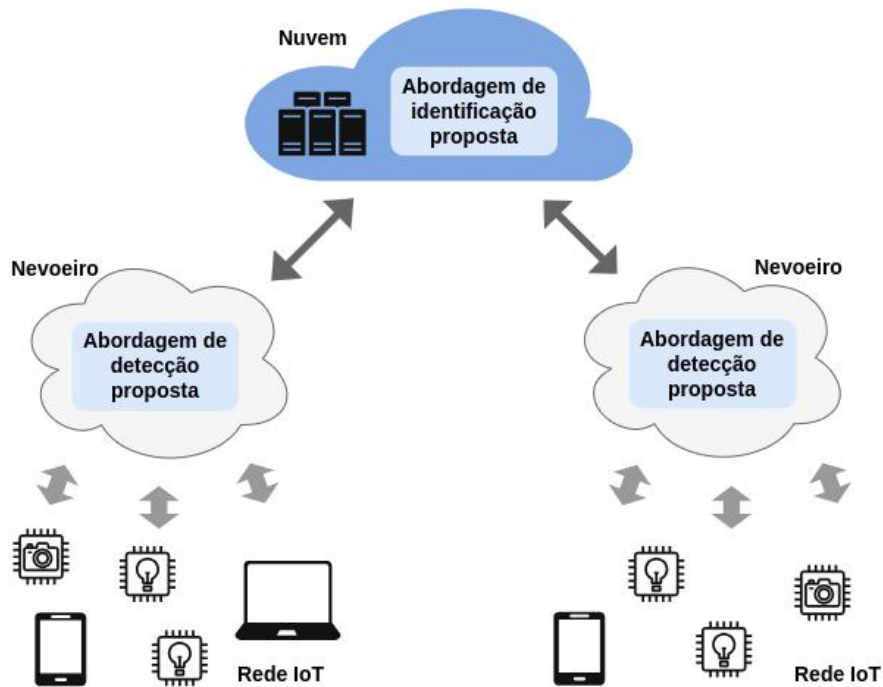 Nuvem
Abordagem de
identificação
proposta
Nevoeiro
Abordagem de
detecção
proposta
Nevoeiro
Abordagem de
detecção
proposta
Rede IoT
Rede IoT